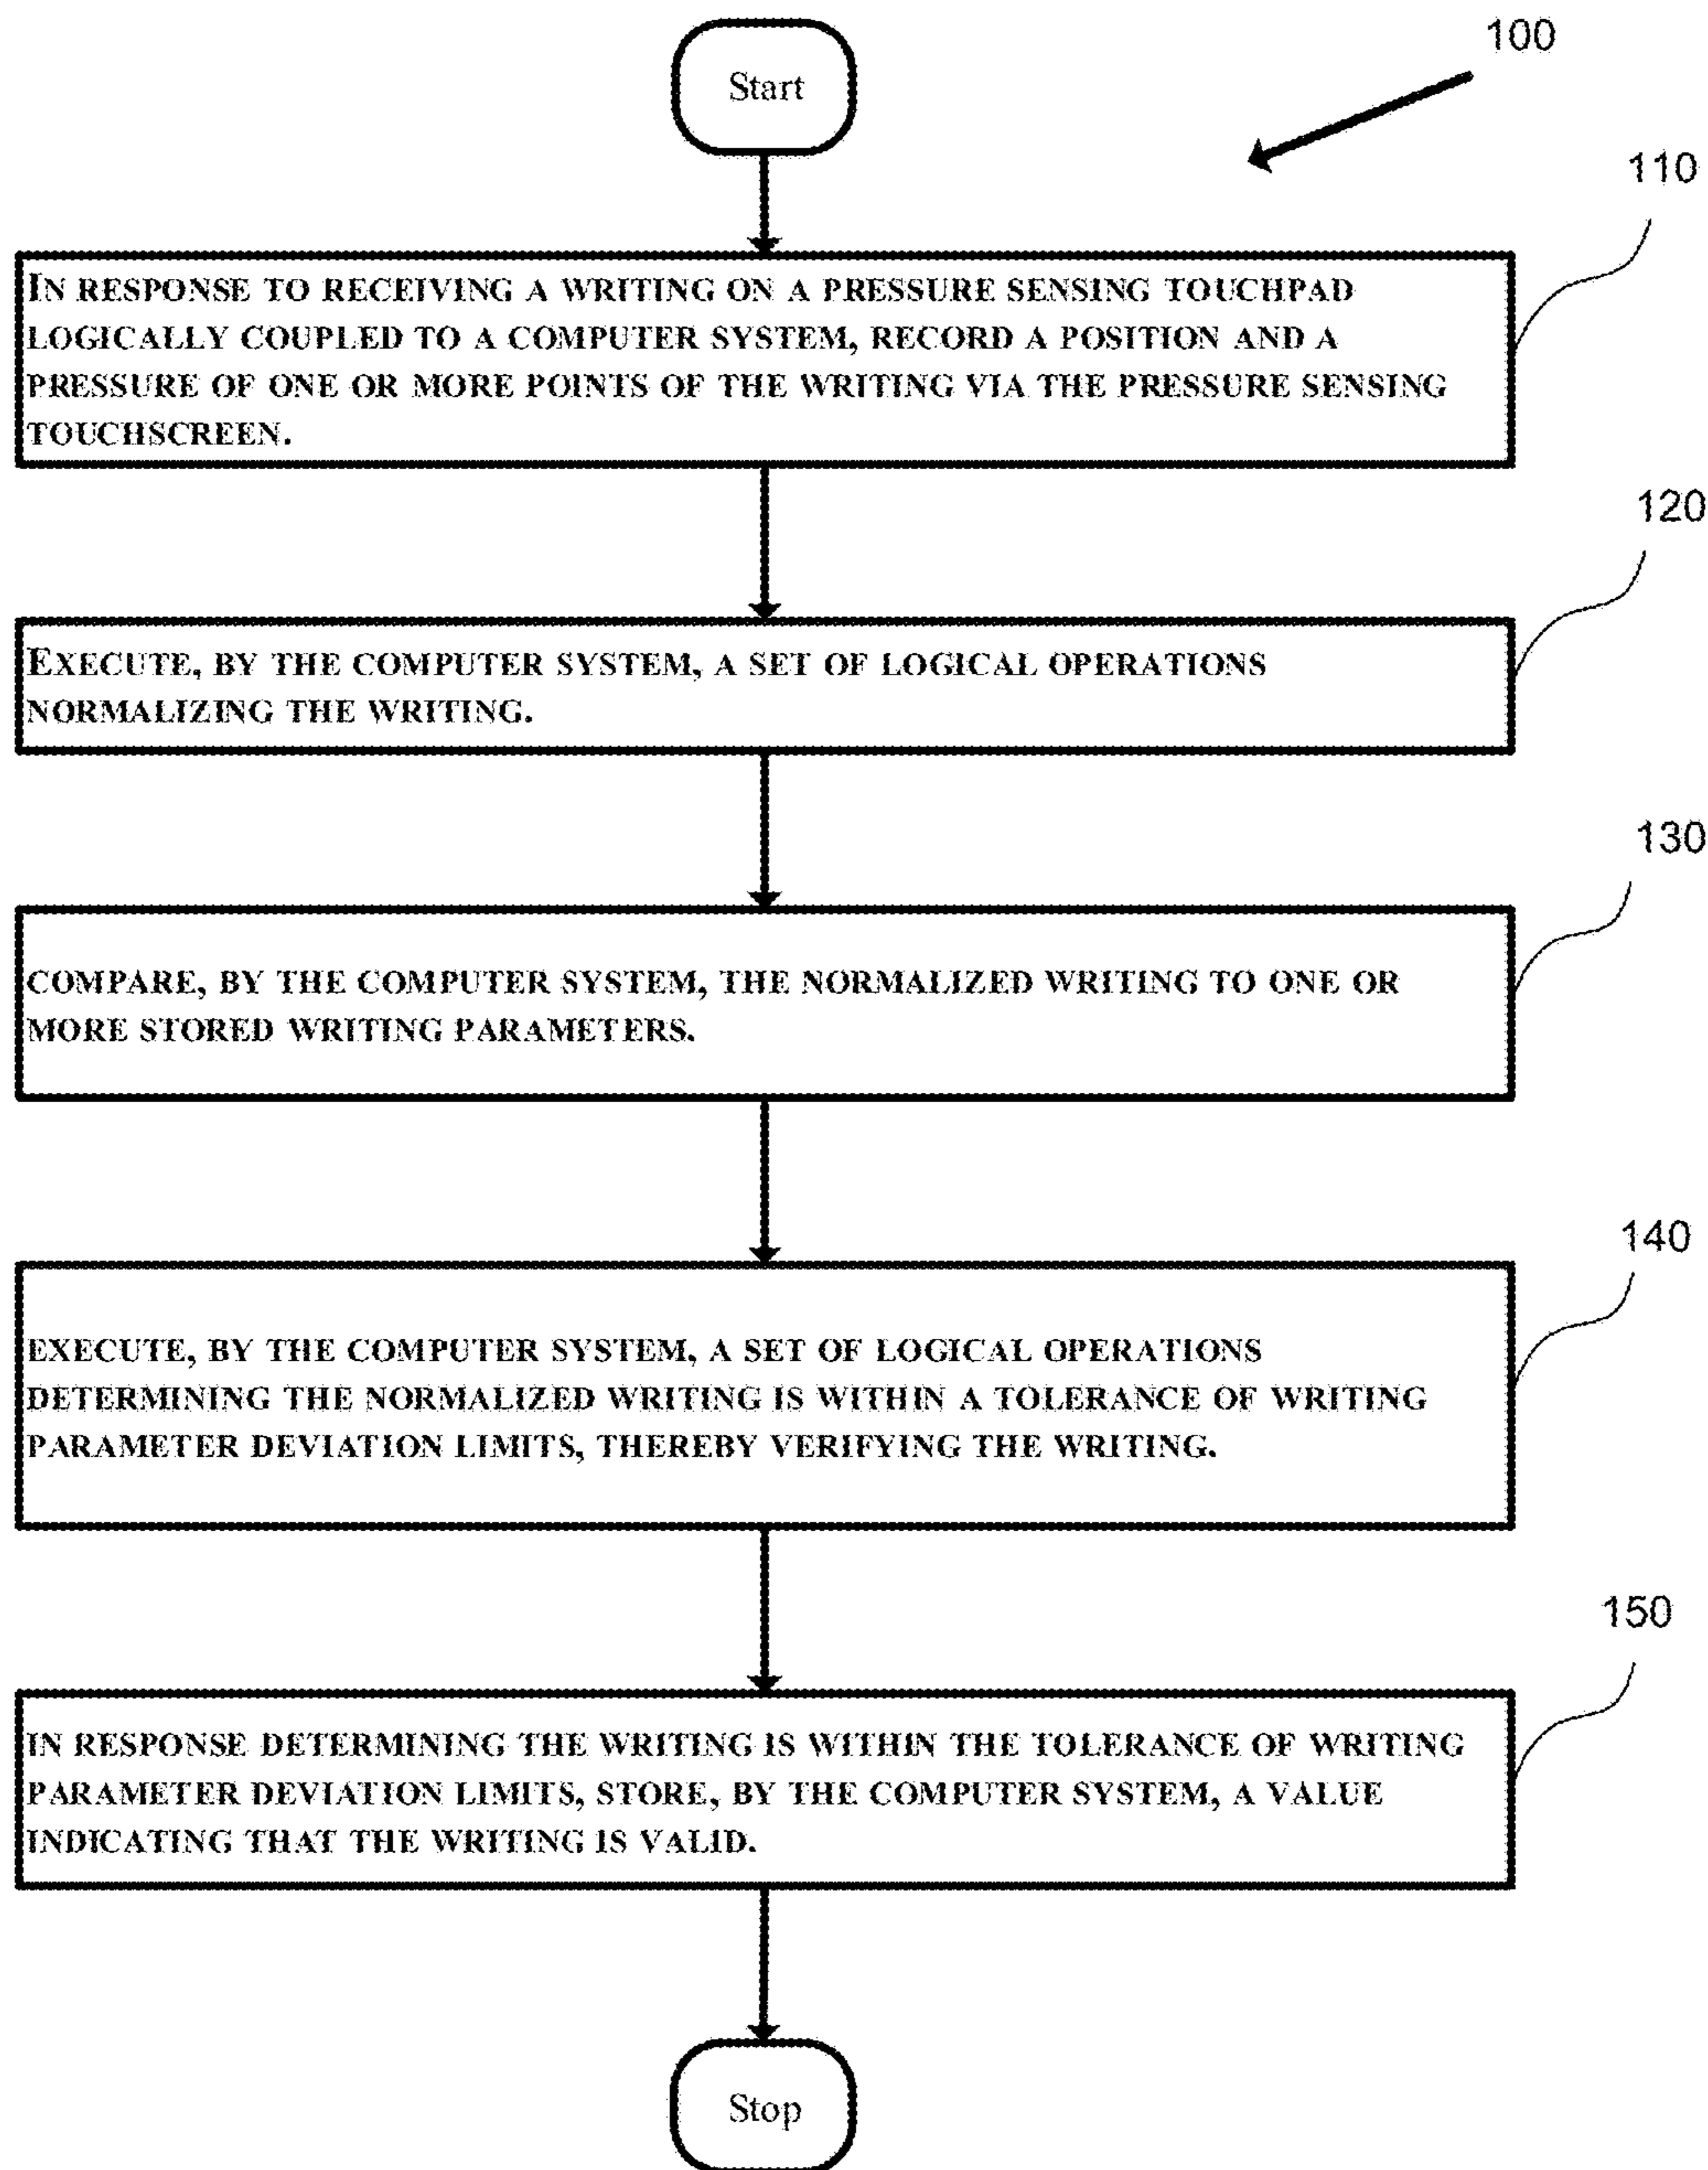 Start
100
110
IN RESPONSE TO RECEIVING A WRITING ON A PRESSURE SENSING TOUCHPAD
LOGICALLY COUPLED TO A COMPUTER SYSTEM, RECORD A POSITION AND A
PRESSURE OF ONE OR MORE POINTS OF THE WRITING VIA THE PRESSURE SENSING
TOUCHSCREEN.
120
EXECUTE, BY THE COMPUTER SYSTEM, A SET OF LOGICAL OPERATIONS
NORMALIZING THE WRITING.
130
COMPARE, BY THE COMPUTER SYSTEM, THE NORMALIZED WRITING TO ONE OR
MORE STORED WRITING PARAMETERS.
140
EXECUTE, BY THE COMPUTER SYSTEM, A SET OF LOGICAL OPERATIONS
DETERMINING THE NORMALIZED WRITING IS WITHIN A TOLERANCE OF WRITING
PARAMETER DEVIATION LIMITS, THEREBY VERIFYING THE WRITING.
150
IN RESPONSE DETERMINING THE WRITING IS WITHIN THE TOLERANCE OF WRITING
PARAMETER DEVIATION LIMITS, STORE, BY THE COMPUTER SYSTEM, A VALUE
INDICATING THAT THE WRITING IS VALID.
Stop